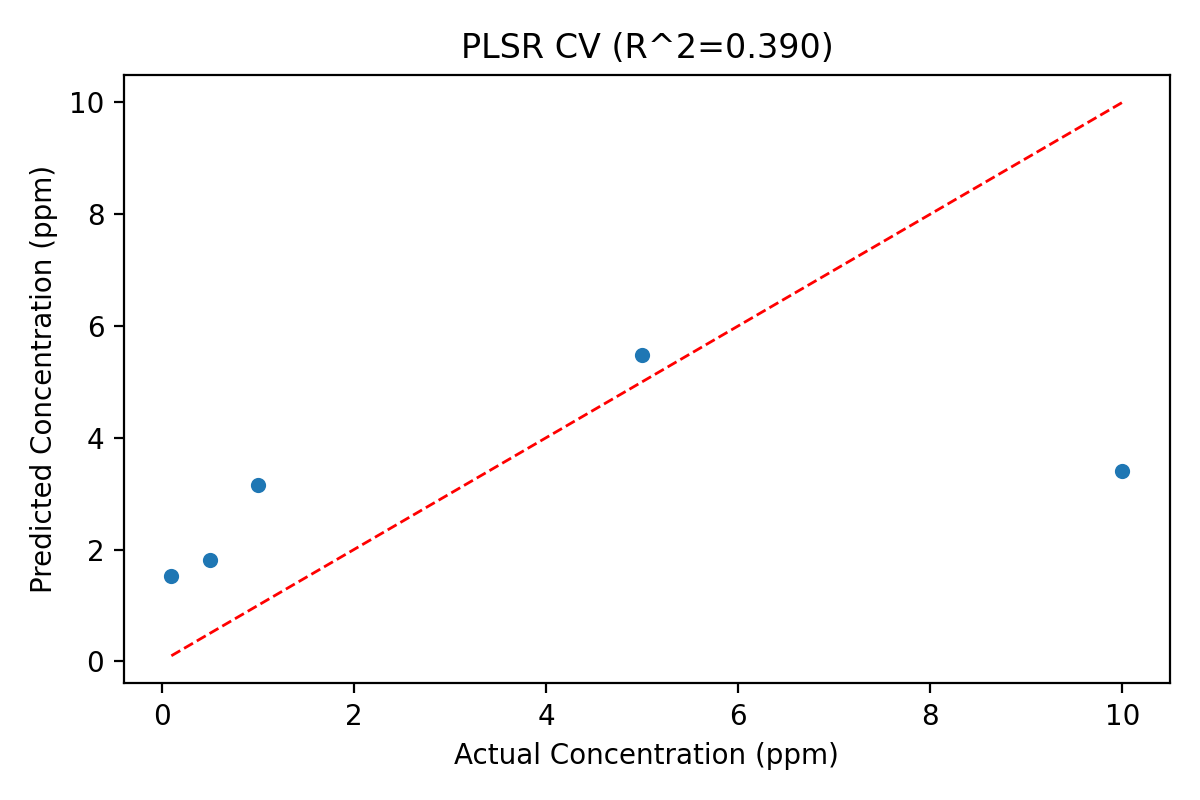 PLSR CV (R^2=0.390)
10
8
6
4
2
0
Predicted Concentration (ppm)
0 2 4 6 8 10
Actual Concentration (ppm)